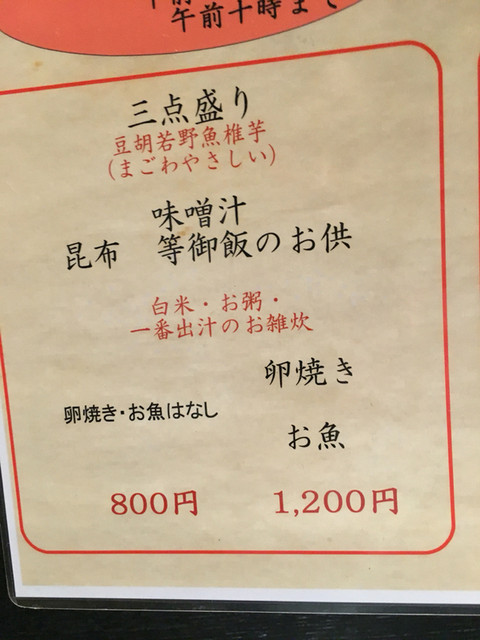 午前十時まで
三点盛り
豆胡若野魚椎芋
(まごわやさしい)
味噌汁
昆布　等御飯のお供
白米・お粥・
一番出汁のお雑炊
卵焼き
卵焼き・お魚はなし
お魚
800円
1,200円